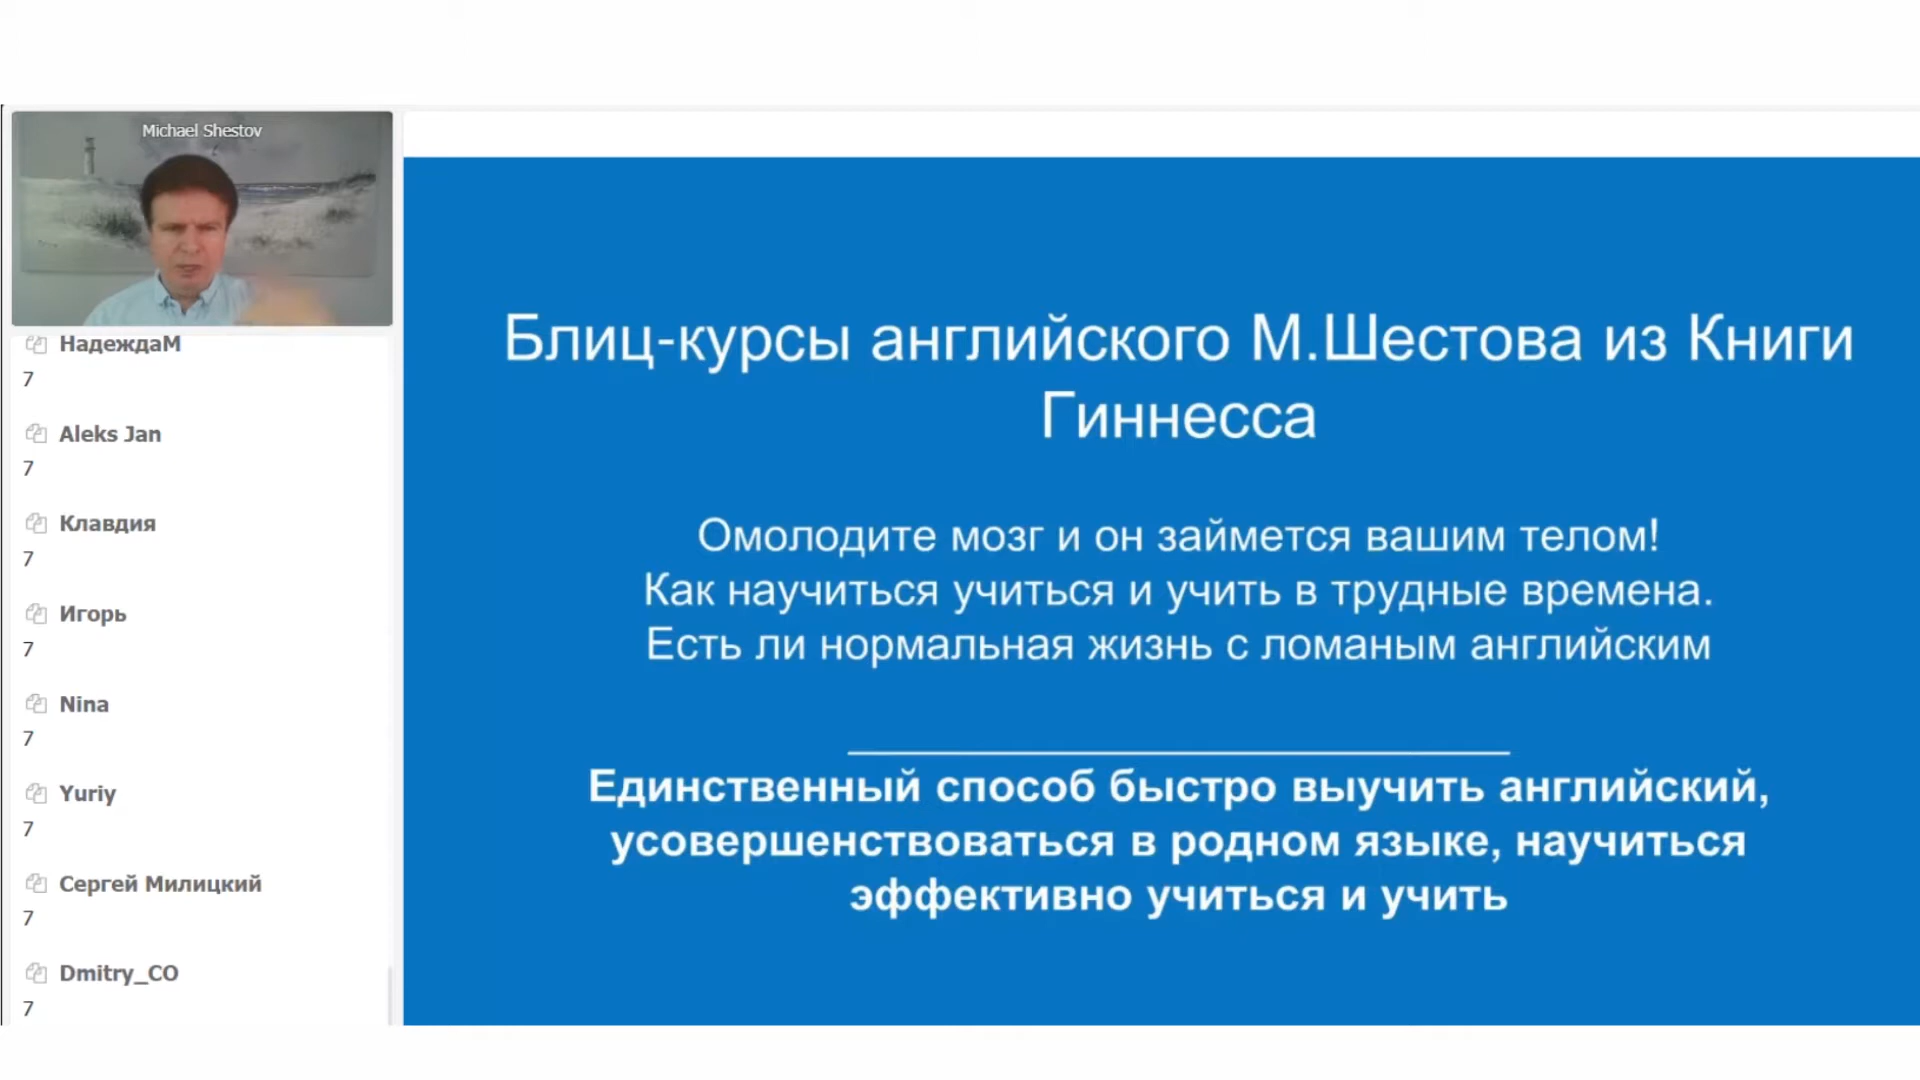 Michael Shestov
НадеждаМ
7
Aleks Jan
7
Клавдия
7
Игорь
7
Nina
7
Yuriy
7
Сергей Милицкий
7
Dmitry_CO
7
Блиц-курсы английского М.Шестова из Книги
Гиннесса
Омолодите мозг и он займется вашим телом!
Как научиться учиться и учить в трудные времена.
Есть ли нормальная жизнь с ломаным английским
Единственный способ быстро выучить английский,
усовершенствоваться в родном языке, научиться
эффективно учиться и учить